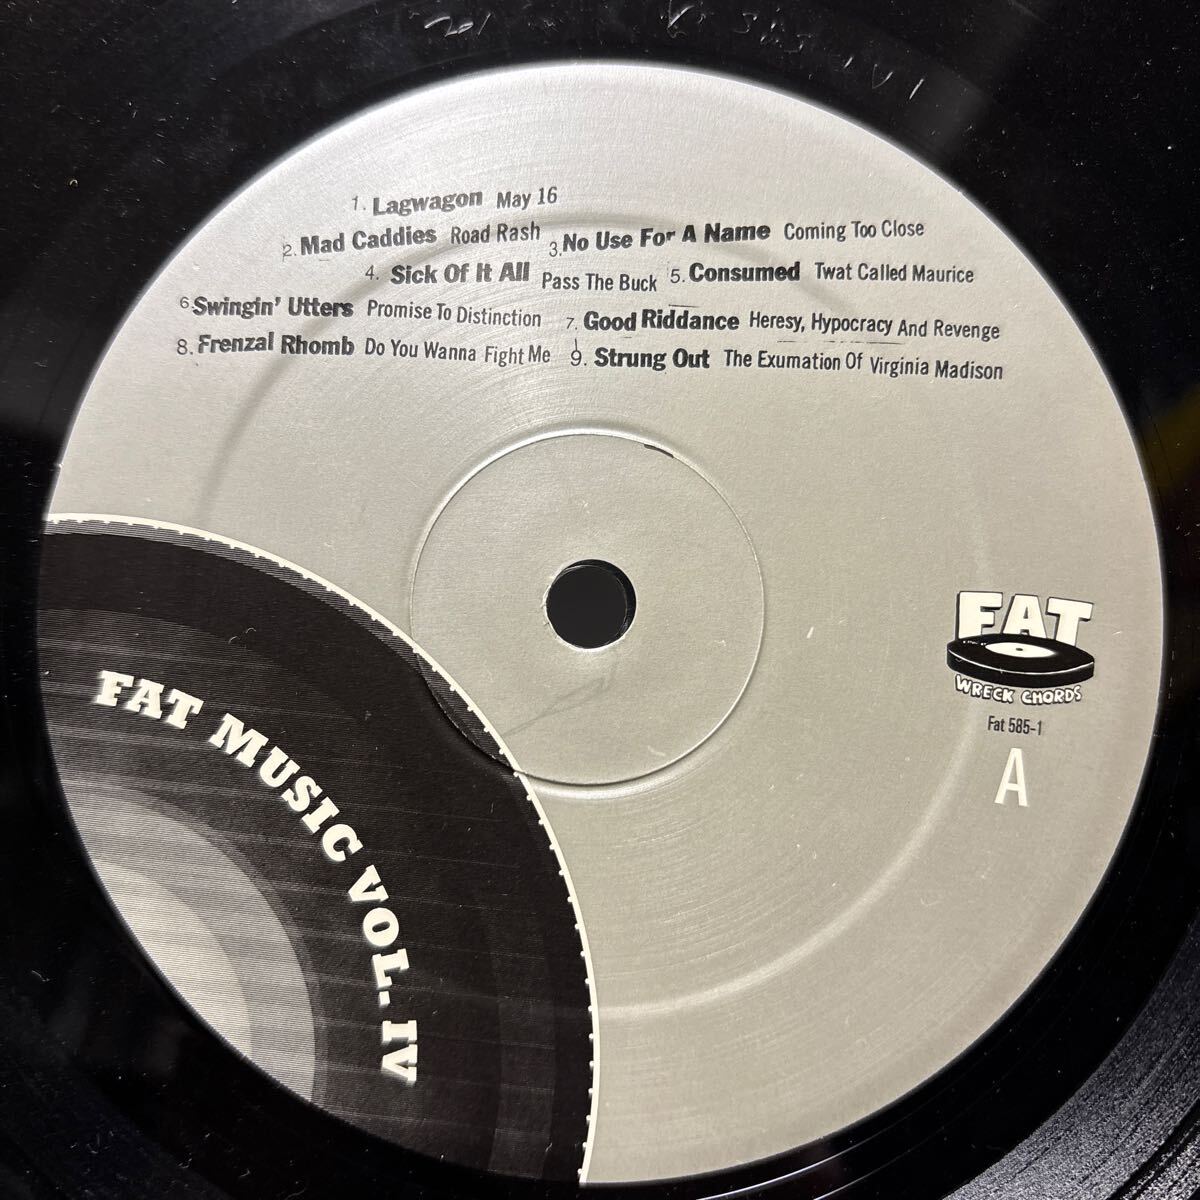 1. Lagwagon May 16
2. Mad Caddies Road Rash 3. No Use For A Name Coming Too Close
4. Sick Of It All Pass The Buck 5. Consumed Twat Called Maurice
6 Swingin' Utters Promise To Distinction 7. Good Riddance Heresy, Hypocracy And Revenge
8. Frenzal Rhomb Do You Wanna Fight Me 9. Strung Out The Exumation Of Virginia Madison
FAT
WRECK CHORDS
Fat 585-1
A
FAT MUSIC VOL. IV